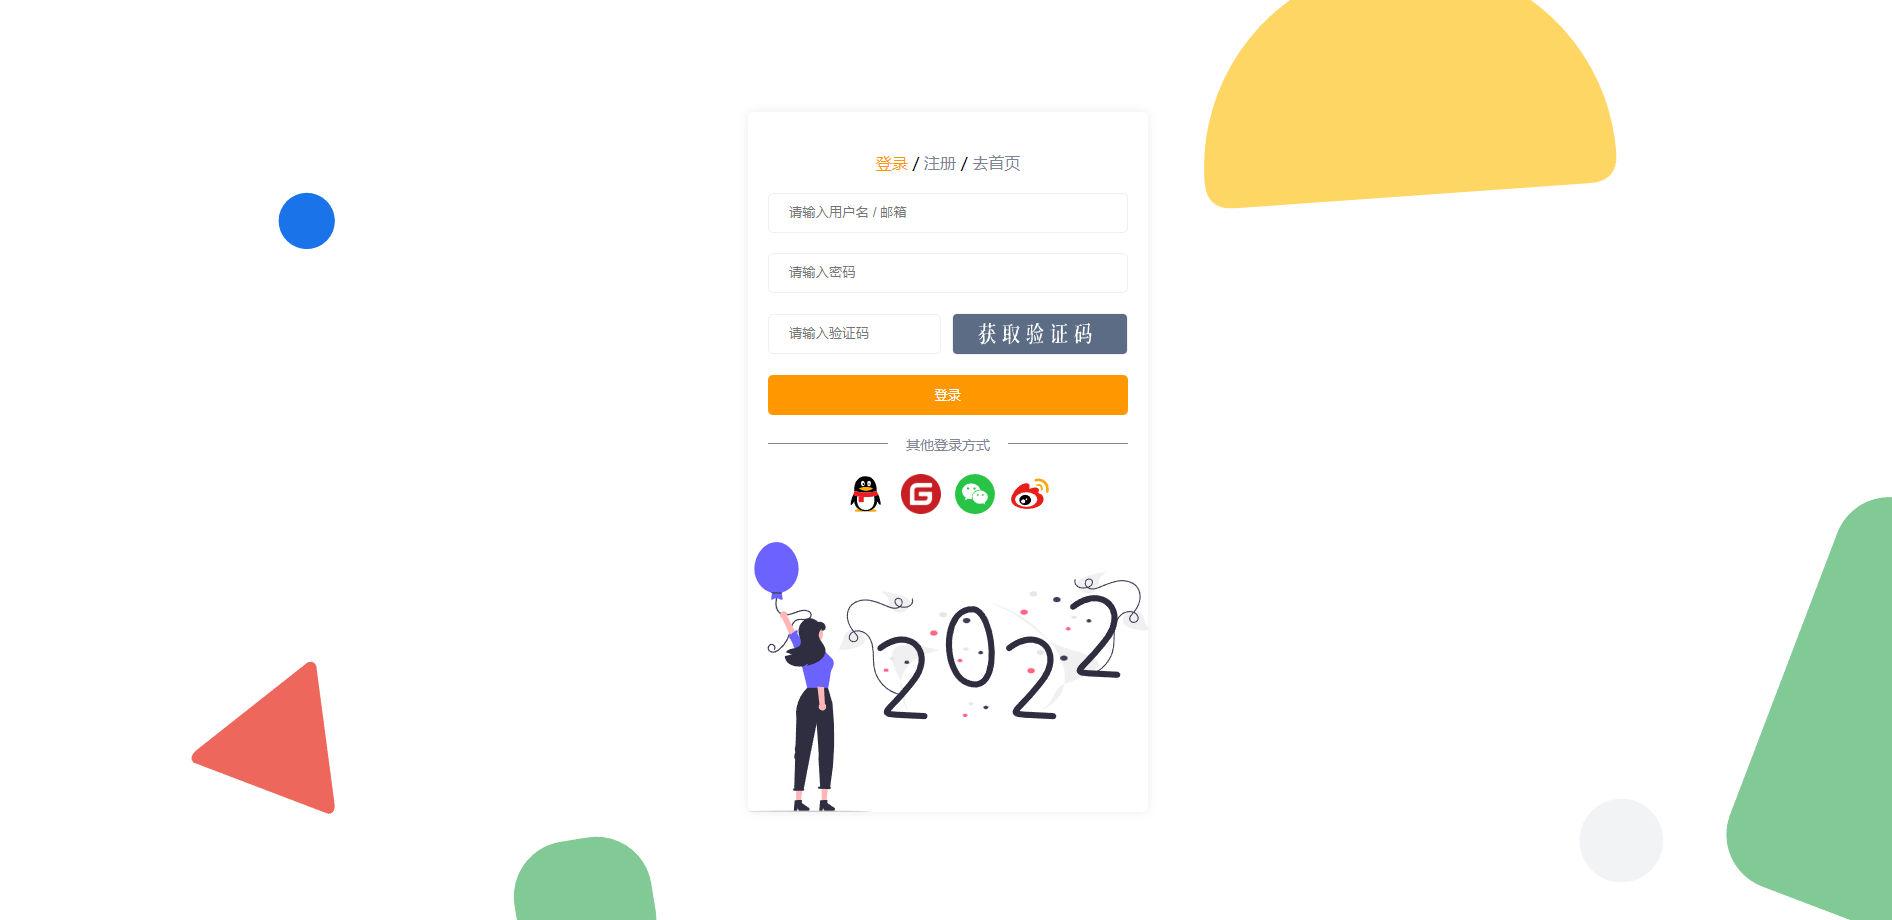 登录 / 注册 / 去首页
请输入用户名 / 邮箱
请输入密码
请输入验证码
获取验证码
登录
其他登录方式
2022